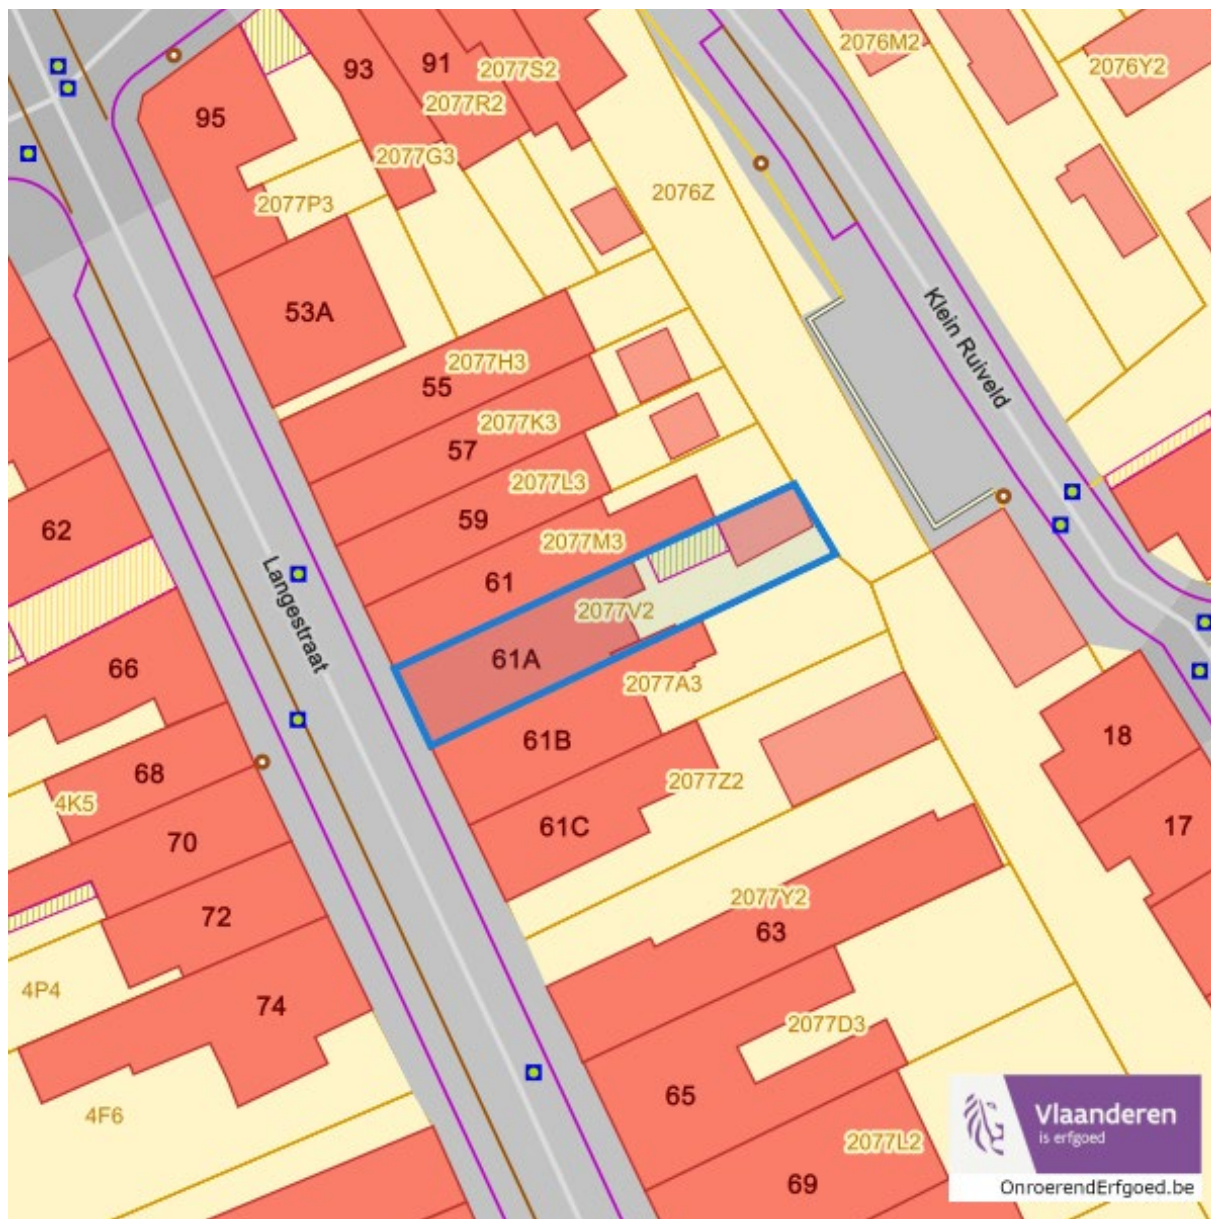 2076M2
93
91
2077S2
2076Y2
2077R2
95
2077G3
2076Z
2077P3
53A
Klein Ruiveld
2077H3
55
2077K3
57
2077L3
59
62
2077M3
61
Langestraat
2077V2
61A
66
2077A3
61B
18
68
2077Z2
4K5
61C
17
70
2077Y2
72
63
4P4
74
2077D3
65
4F6
Vlaanderen
is erfgoed
2077L2
69
OnroerendErfgoed.be